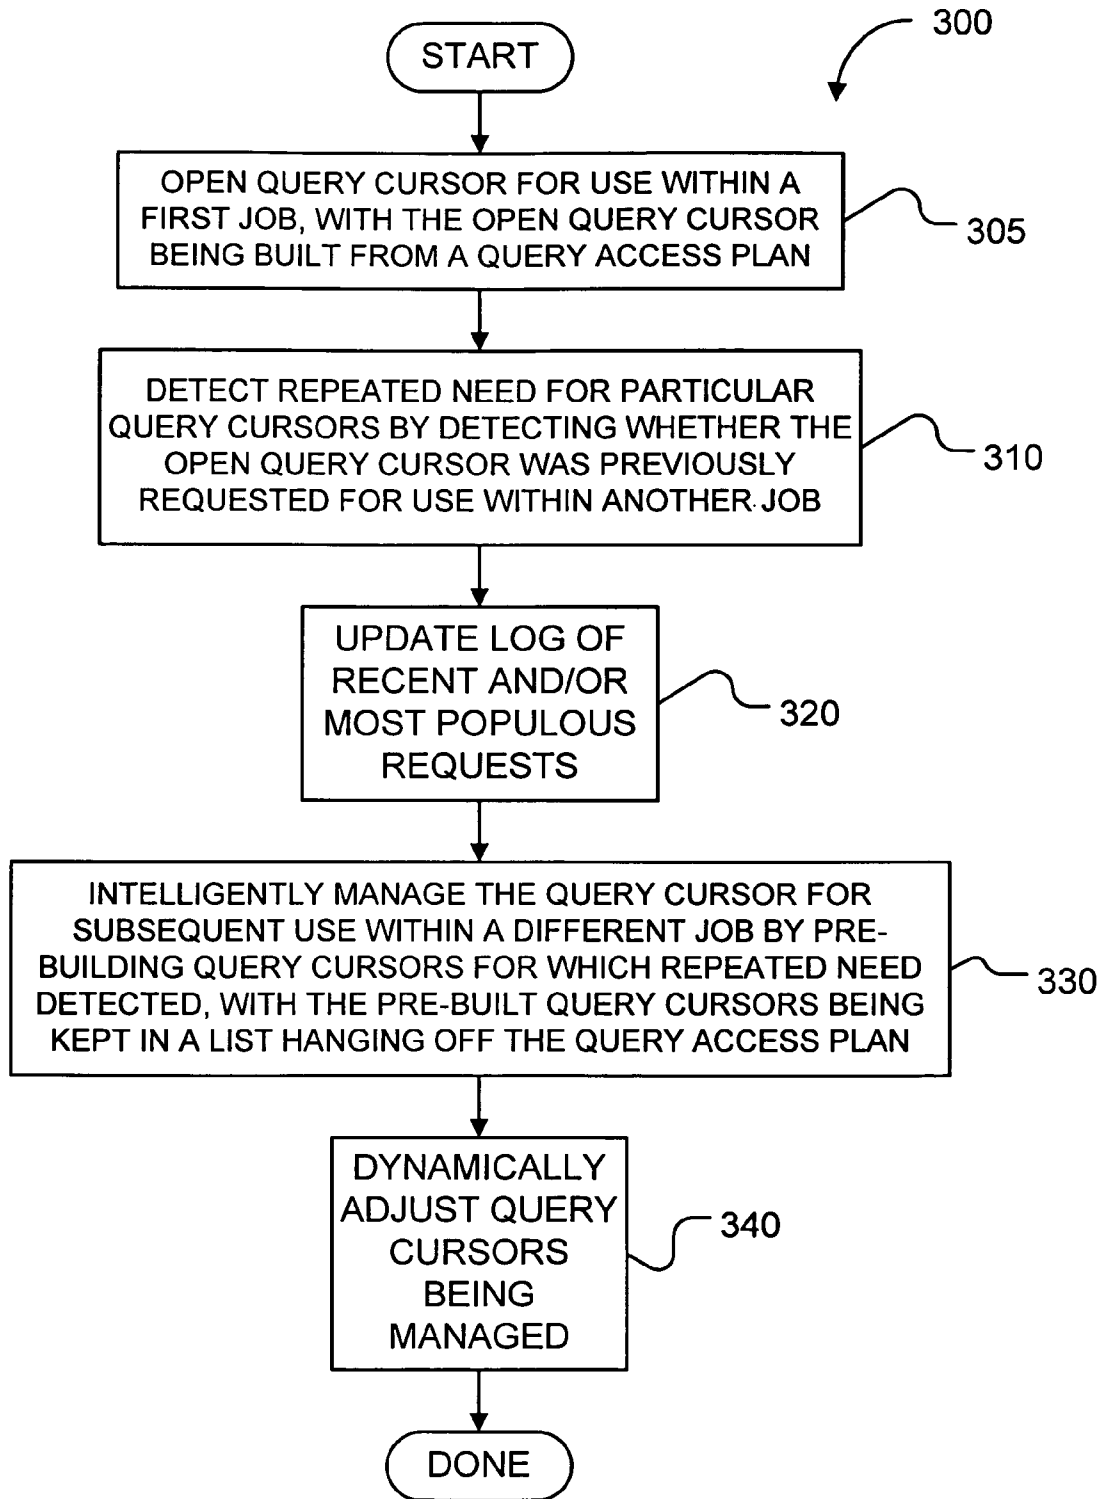 300
START
OPEN QUERY CURSOR FOR USE WITHIN A
FIRST JOB, WITH THE OPEN QUERY CURSOR
BEING BUILT FROM A QUERY ACCESS PLAN
305
DETECT REPEATED NEED FOR PARTICULAR
QUERY CURSORS BY DETECTING WHETHER THE
OPEN QUERY CURSOR WAS PREVIOUSLY
REQUESTED FOR USE WITHIN ANOTHER JOB
310
UPDATE LOG OF
RECENT AND/OR
MOST POPULOUS
REQUESTS
320
INTELLIGENTLY MANAGE THE QUERY CURSOR FOR
SUBSEQUENT USE WITHIN A DIFFERENT JOB BY PRE-
BUILDING QUERY CURSORS FOR WHICH REPEATED NEED
DETECTED, WITH THE PRE-BUILT QUERY CURSORS BEING
KEPT IN A LIST HANGING OFF THE QUERY ACCESS PLAN
330
DYNAMICALLY
ADJUST QUERY
CURSORS
BEING
MANAGED
340
DONE